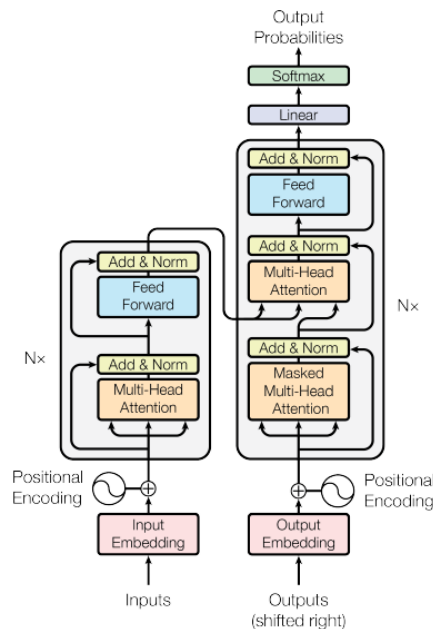 Output
Probabilities
Softmax
Linear
Add & Norm
Feed
Forward
Add & Norm
Multi-Head
Attention
Nx
Add & Norm
Masked
Multi-Head
Attention
Positional
Encoding
Output
Embedding
Outputs
(shifted right)
Add & Norm
Feed
Forward
Nx
Add & Norm
Multi-Head
Attention
Positional
Encoding
Input
Embedding
Inputs